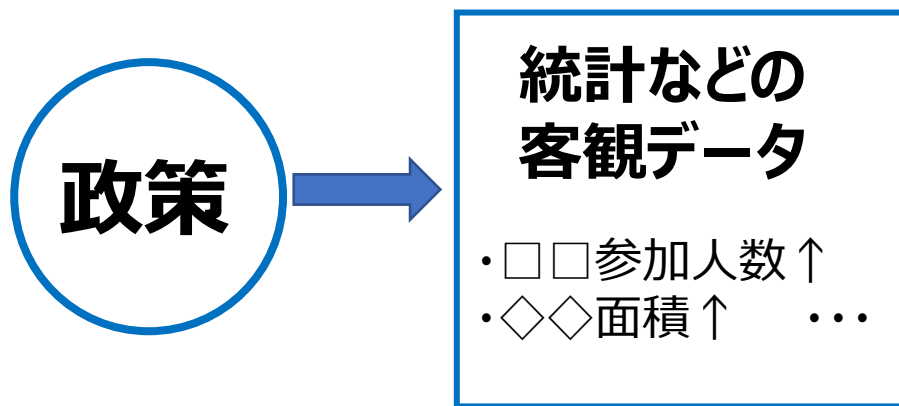 政策
統計などの
客観データ
・□□参加人数↑
・◇◇面積↑　・・・